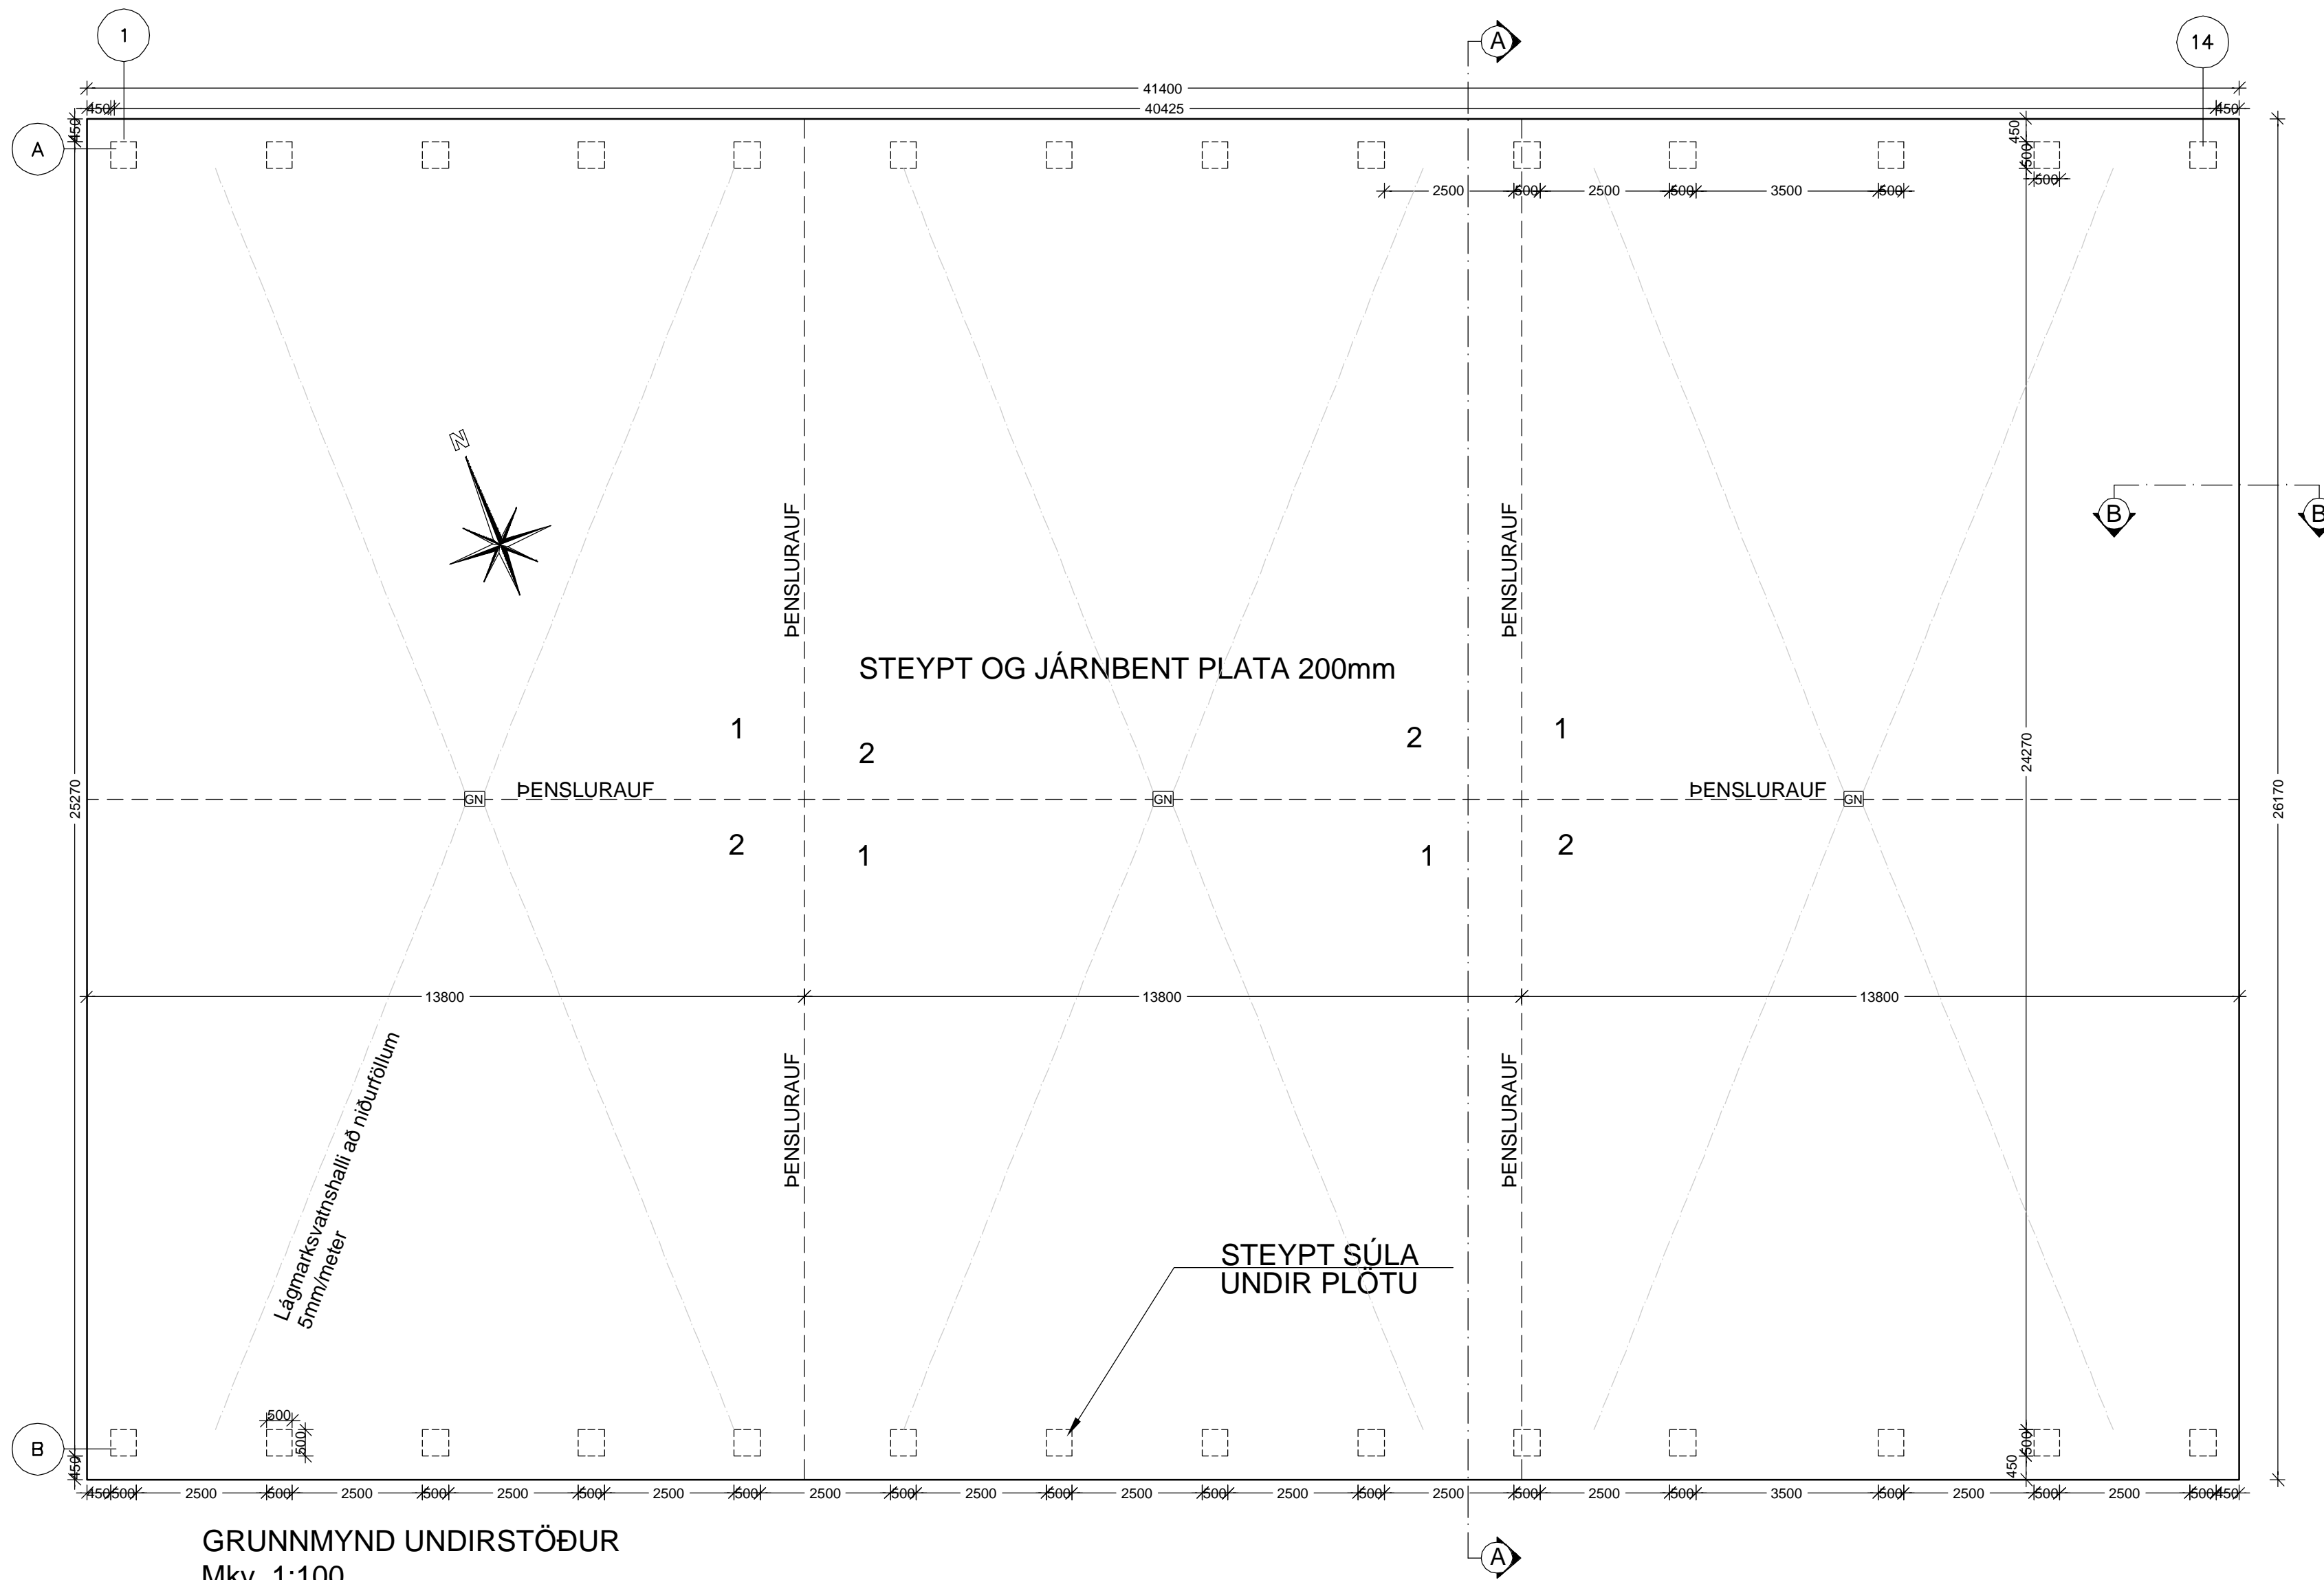 1
A
14
41400
450
40425
450
450
A
450
500
500
2500
500
2500
500
3500
500
N
ÞENSLURAUF
ÞENSLURAUF
B
B
STEYPT OG JÁRNBENT PLATA 200mm
1
2
2
1
25270
GN
ÞENSLURAUF
GN
ÞENSLURAUF
GN
24270
26170
2
1
1
2
13800
13800
13800
Lágmarksvatnshalli að niðurföllum
5mm/meter
ÞENSLURAUF
ÞENSLURAUF
STEYPT SÚLA
UNDIR PLÖTU
500
500
B
450
500
450
450 500 2500 500 2500 500 2500 500 2500 500 2500 500 2500 500 2500 500 2500 500 2500 500 2500 500 3500 500 2500 500 2500 500 450
GRUNNMYND UNDIRSTÖÐUR
Mkv. 1:100
A